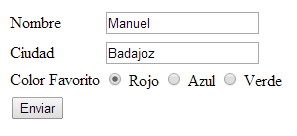 Nombre Manuel
Ciudad Badajoz
Color Favorito Rojo Azul Verde
Enviar